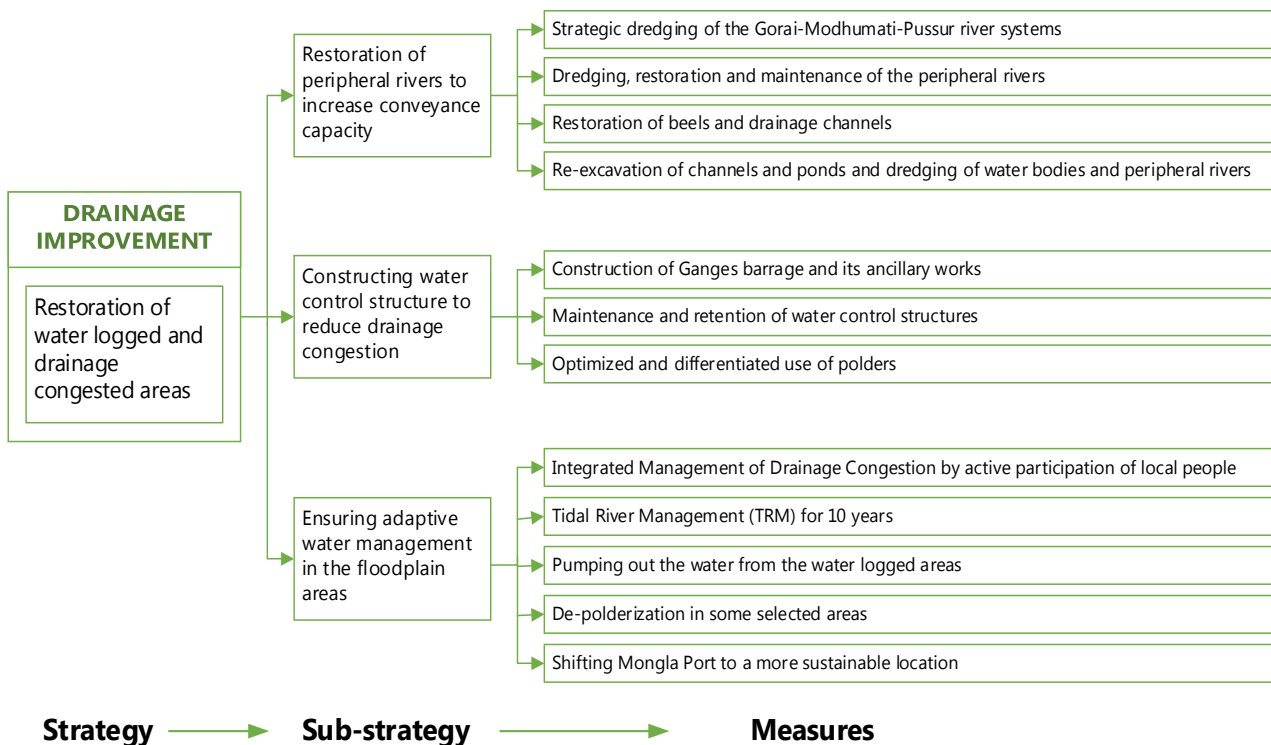 DRAINAGE
IMPROVEMENT
Restoration of
water logged and
drainage
congested areas
Restoration of
peripheral rivers to
increase conveyance
capacity
Strategic dredging of the Gorai-Modhumati-Pussur river systems
Dredging, restoration and maintenance of the peripheral rivers
Restoration of beels and drainage channels
Re-excavation of channels and ponds and dredging of water bodies and peripheral rivers
Constructing water
control structure to
reduce drainage
congestion
Construction of Ganges barrage and its ancillary works
Maintenance and retention of water control structures
Optimized and differentiated use of polders
Ensuring adaptive
water management
in the floodplain
areas
Integrated Management of Drainage Congestion by active participation of local people
Tidal River Management (TRM) for 10 years
Pumping out the water from the water logged areas
De-polderization in some selected areas
Shifting Mongla Port to a more sustainable location
Strategy Sub-strategy Measures